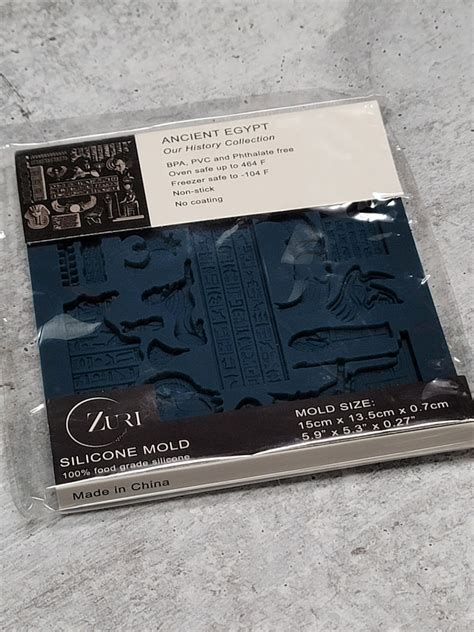 ANCIENT EGYPT
Our History Collection
BPA, PVC and Phthalate free
Oven safe up to 464 F
Freezer safe to -104 F
Non-stick
No coating
ZURI
SILICONE MOLD
100% food grade silicone
MOLD SIZE:
15cm x 13.5cm x 0.7cm
5.9" x 5.3" x 0.27"
Made in China